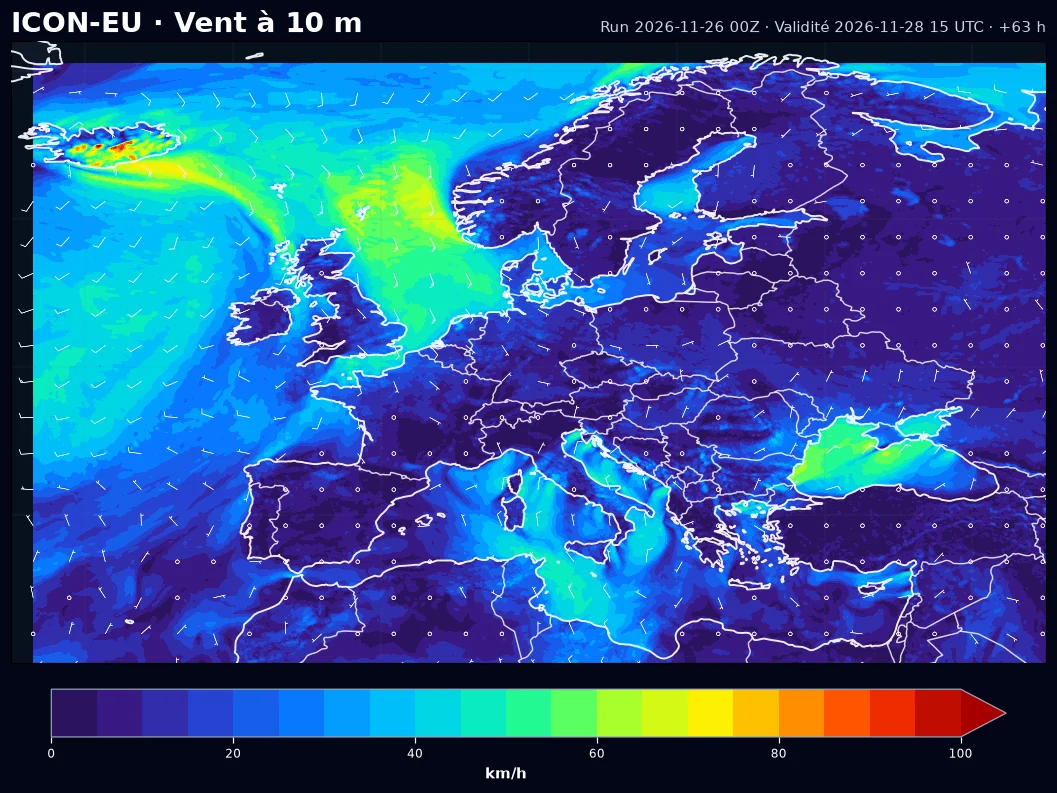 ICON-EU · Vent à 10 m
Run 2026-11-26 00Z · Validité 2026-11-28 15 UTC · +63 h
0 20 40 60 80 100
km/h